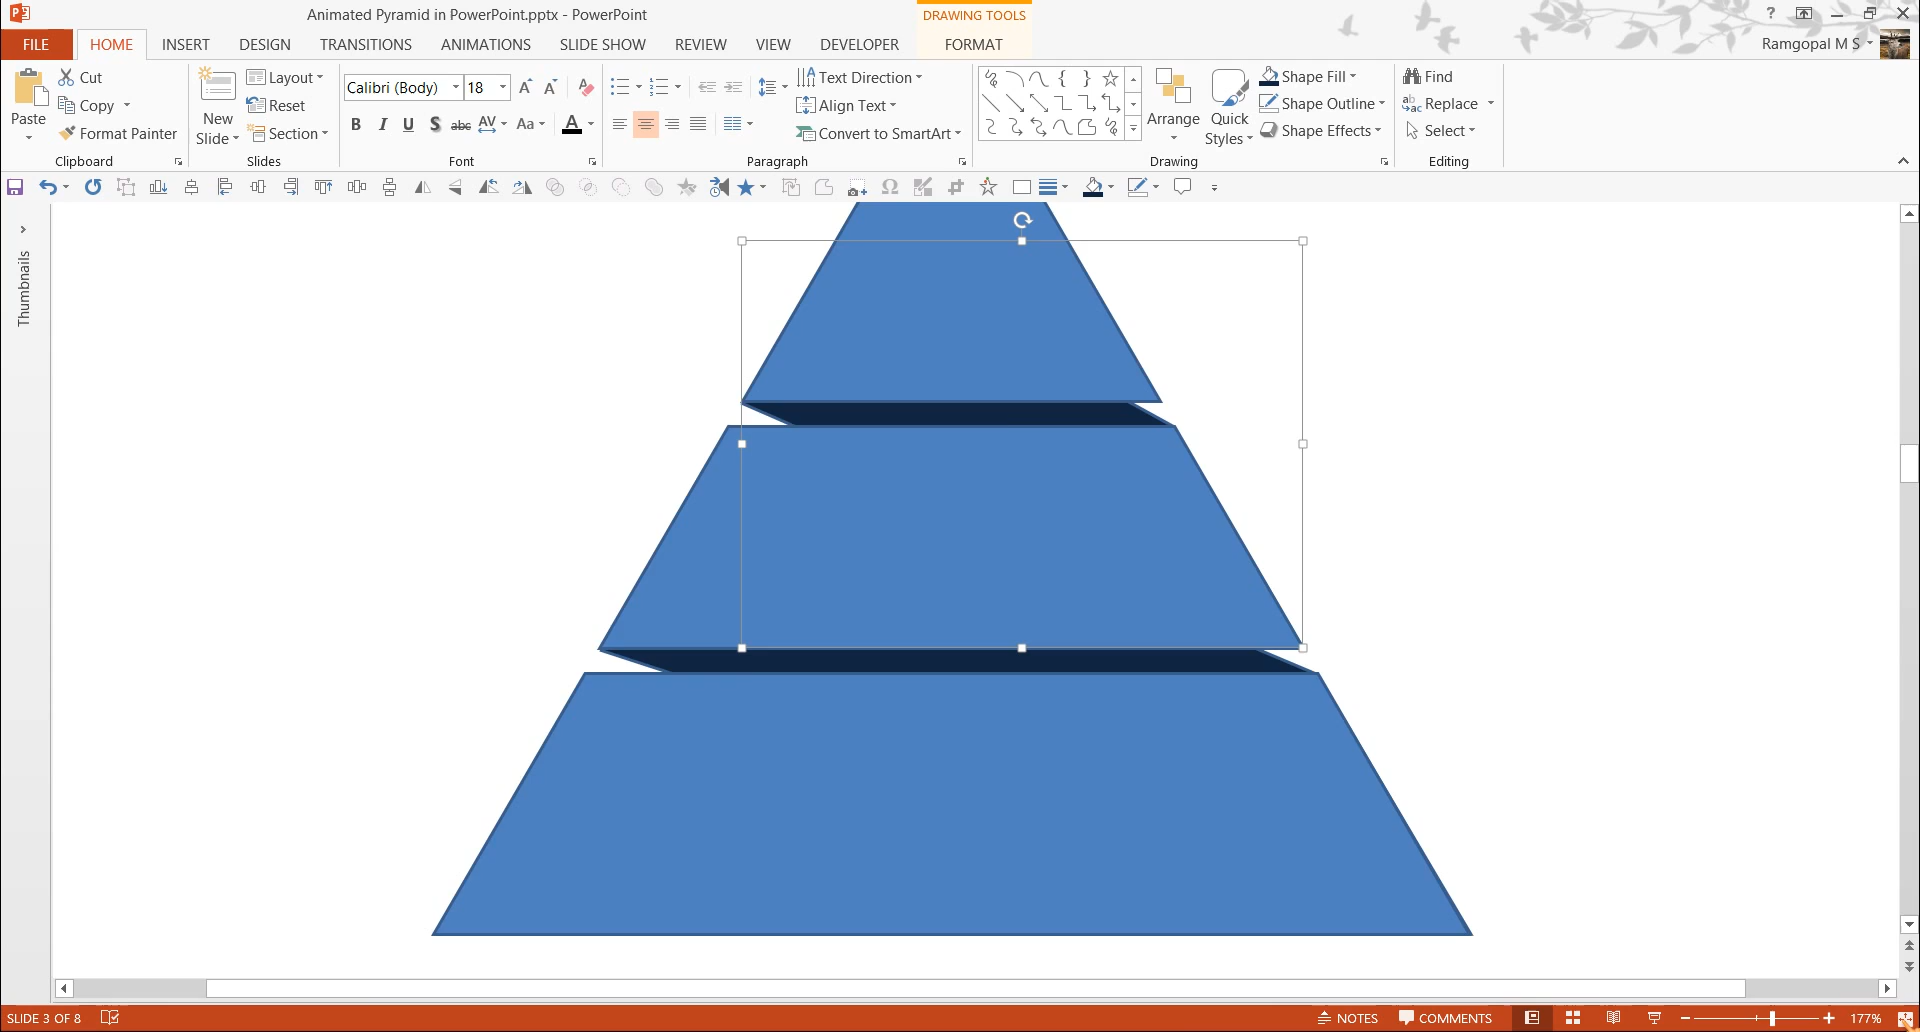 Animated Pyramid in PowerPoint.pptx - PowerPoint
DRAWING TOOLS
FILE HOME INSERT DESIGN TRANSITIONS ANIMATIONS SLIDE SHOW REVIEW VIEW DEVELOPER FORMAT
Ramgopal M S
Paste
Cut
Copy
Format Painter
Clipboard
New
Slide
Layout
Reset
Section
Slides
Calibri (Body) 18
B I U S abc AV Aa A
Font
Text Direction
Align Text
Convert to SmartArt
Paragraph
Arrange
Quick
Styles
Shape Fill
Shape Outline
Shape Effects
Drawing
Find
Replace
Select
Editing
Thumbnails
SLIDE 3 OF 8
NOTES
COMMENTS
177%